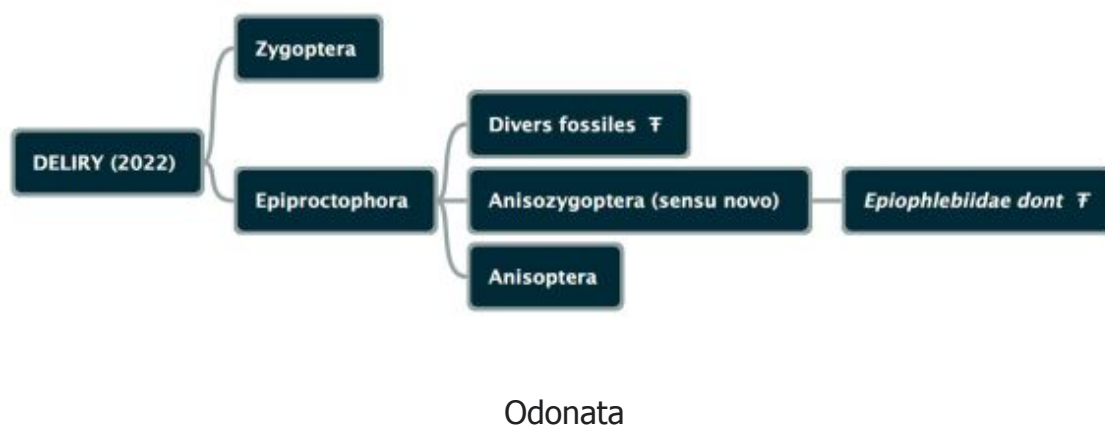 Zygoptera
DELIRY (2022)
Epiproctophora
Divers fossiles Ŧ
Anisozygoptera (sensu novo)
Epiophlebiidae dont Ŧ
Anisoptera
Odonata